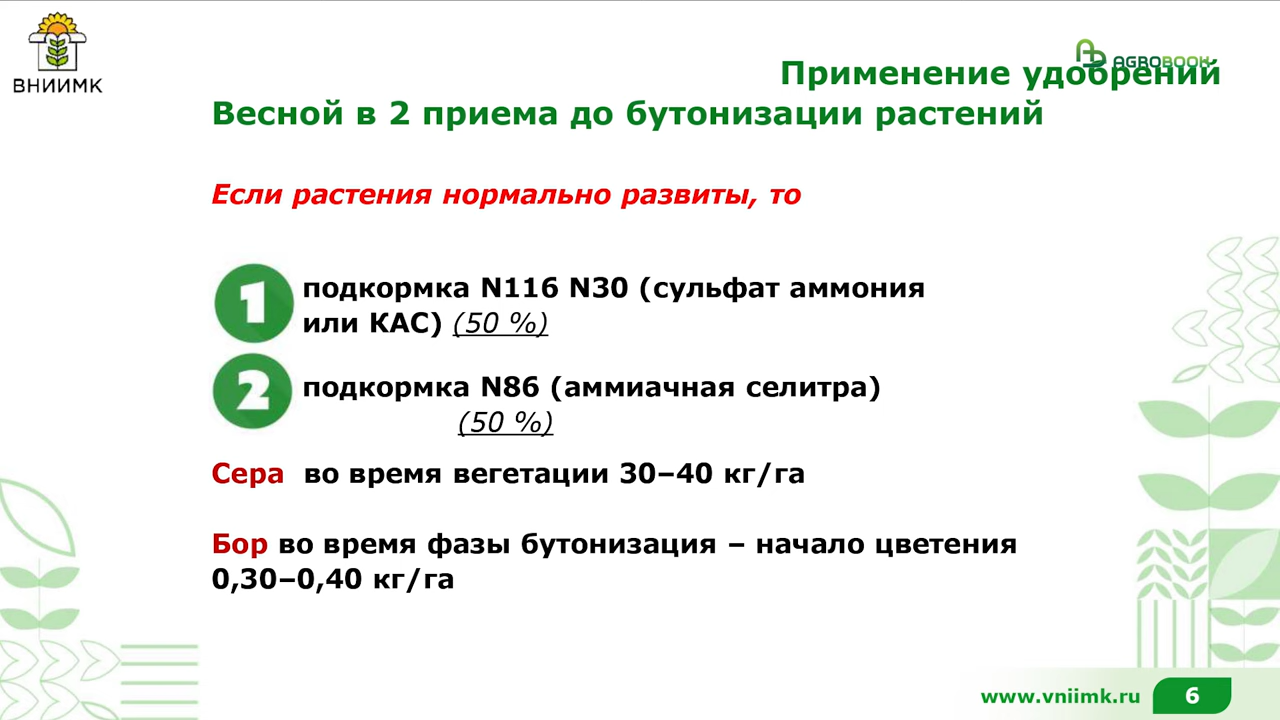 ВНИИМК
AGROBOOK
Применение удобрений
Весной в 2 приема до бутонизации растений
Если растения нормально развиты, то
1 подкормка N116 N30 (сульфат аммония
или КАС) (50 %)
2 подкормка N86 (аммиачная селитра)
(50 %)
Сера во время вегетации 30–40 кг/га
Бор во время фазы бутонизация – начало цветения
0,30–0,40 кг/га
www.vniimk.ru 6